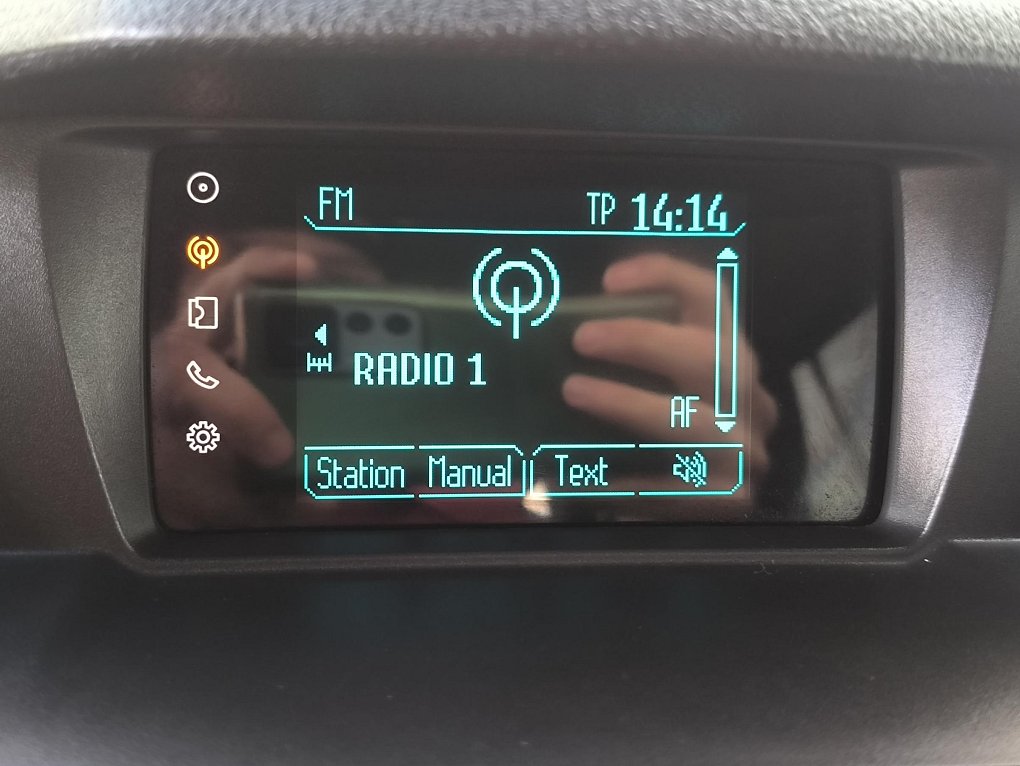 FM TP 14:14
RADIO 1
AF
Station Manual Text